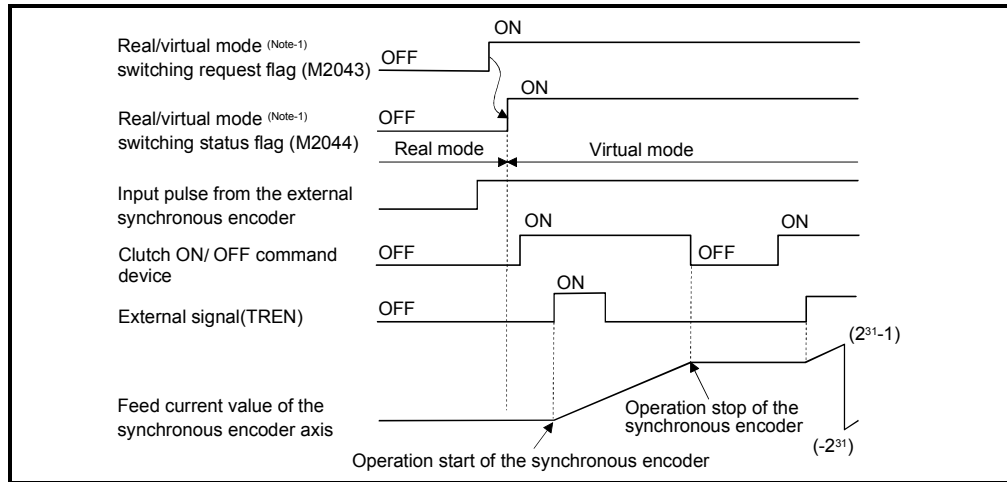 ON
Real/virtual mode (Note-1)
switching request flag (M2043)
OFF
ON
Real/virtual mode (Note-1)
switching status flag (M2044)
OFF
Real mode
Virtual mode
Input pulse from the external
synchronous encoder
ON
ON
Clutch ON/ OFF command
device
OFF
OFF
ON
External signal(TREN)
OFF
(2³¹-1)
Feed current value of the
synchronous encoder axis
Operation stop of the
synchronous encoder
(-2³¹)
Operation start of the synchronous encoder